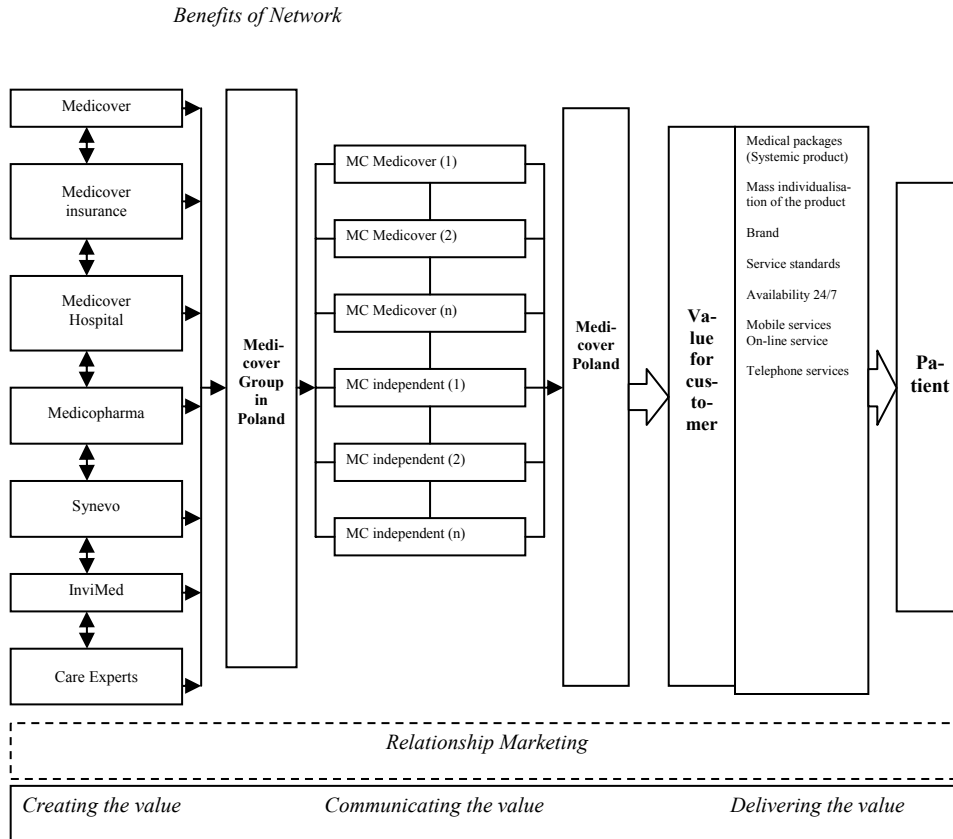 Benefits of Network
Medicover
Medicover
insurance
Medicover
Hospital
Medicopharma
Synevo
InviMed
Care Experts
Medi-
cover
Group
in
Poland
MC Medicover (1)
MC Medicover (2)
MC Medicover (n)
MC independent (1)
MC independent (2)
MC independent (n)
Medi-
cover
Poland
Va-
lue
for
cus-
to-
mer
Medical packages
(Systemic product)
Mass individualisa-
tion of the product
Brand
Service standards
Availability 24/7
Mobile services
On-line service
Telephone services
Pa-
tient
Relationship Marketing
Creating the value
Communicating the value
Delivering the value